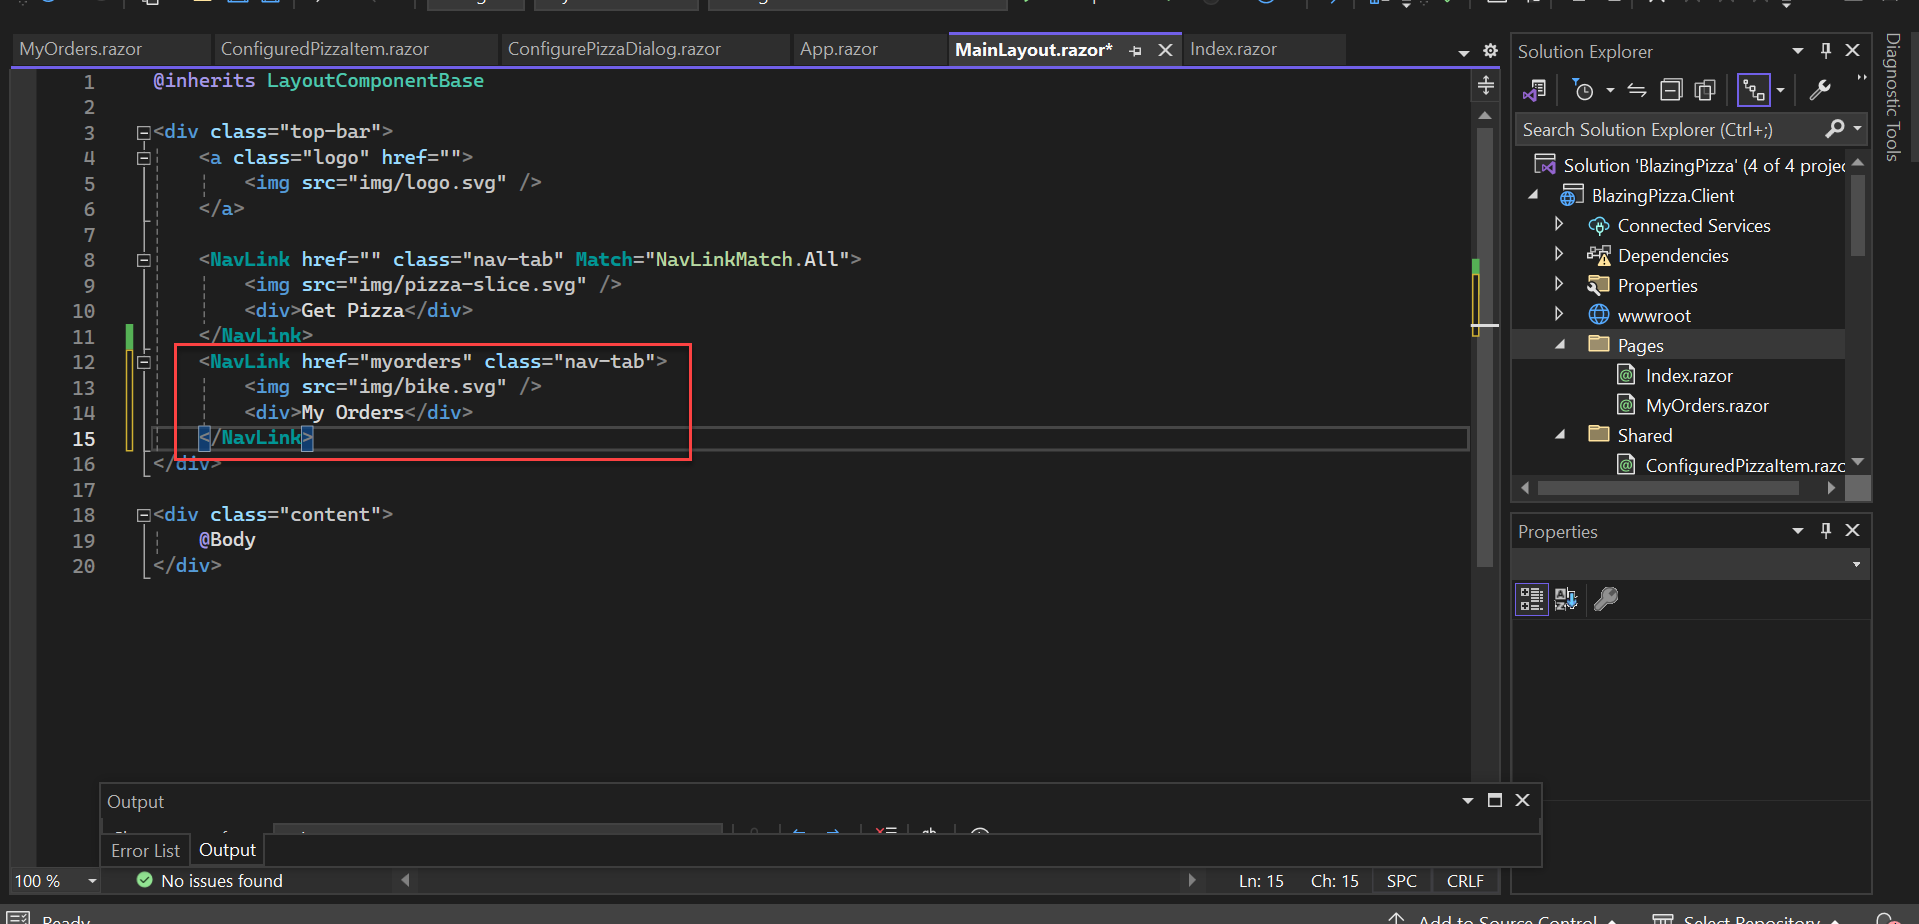 MyOrders.razor
ConfiguredPizzaItem.razor
ConfigurePizzaDialog.razor
App.razor
MainLayout.razor*
Index.razor
1 @inherits LayoutComponentBase
2
3 <div class="top-bar">
4 <a class="logo" href="">
5 <img src="img/logo.svg" />
6 </a>
7
8 <NavLink href="" class="nav-tab" Match="NavLinkMatch.All">
9 <img src="img/pizza-slice.svg" />
10 <div>Get Pizza</div>
11 </NavLink>
12 <NavLink href="myorders" class="nav-tab">
13 <img src="img/bike.svg" />
14 <div>My Orders</div>
15 </NavLink>
16 </div>
17
18 <div class="content">
19 @Body
20 </div>
Output
Error List
Output
100 %
No issues found
Ln: 15
Ch: 15
SPC
CRLF
Ready
Add to Source Control
Select Repository
Solution Explorer
Search Solution Explorer (Ctrl+;)
Solution 'BlazingPizza' (4 of 4 projec
BlazingPizza.Client
Connected Services
Dependencies
Properties
wwwroot
Pages
Index.razor
MyOrders.razor
Shared
ConfiguredPizzaItem.razo
Properties
Diagnostic Tools